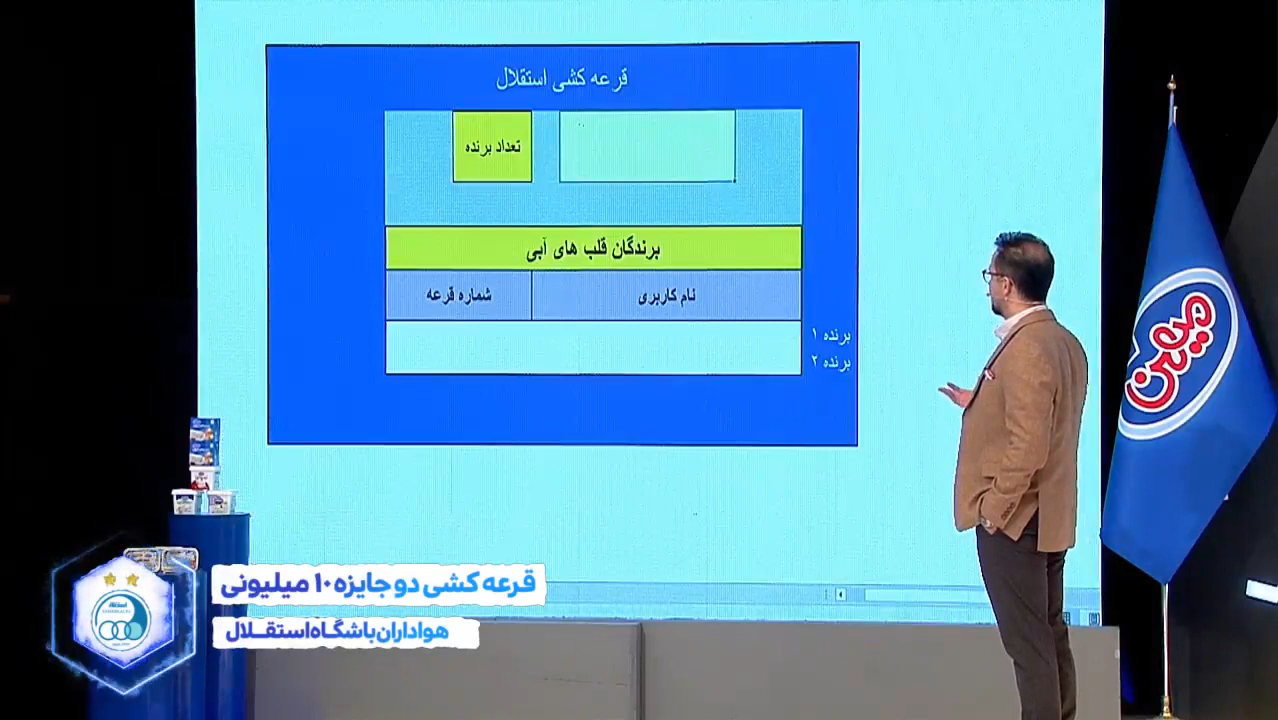 قرعه کشی استقلال
تعداد برنده
برندگان قلب های آبی
شماره قرعه
نام کاربری
برنده ۱
برنده ۲
میهن
قرعه کشی دو جایزه ۱۰ میلیونی
هواداران باشگاه استقلال